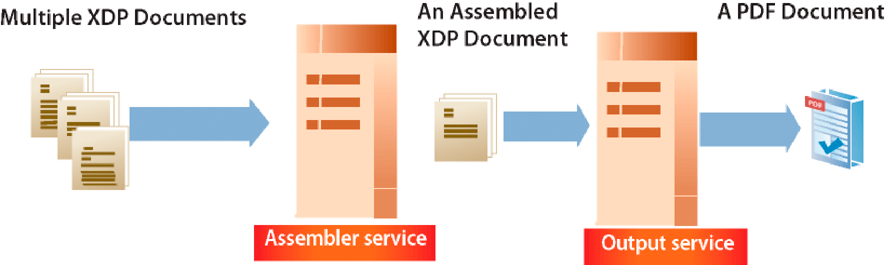 Multiple XDP Documents
An Assembled
XDP Document
A PDF Document
PDF
Assembler service
Output service